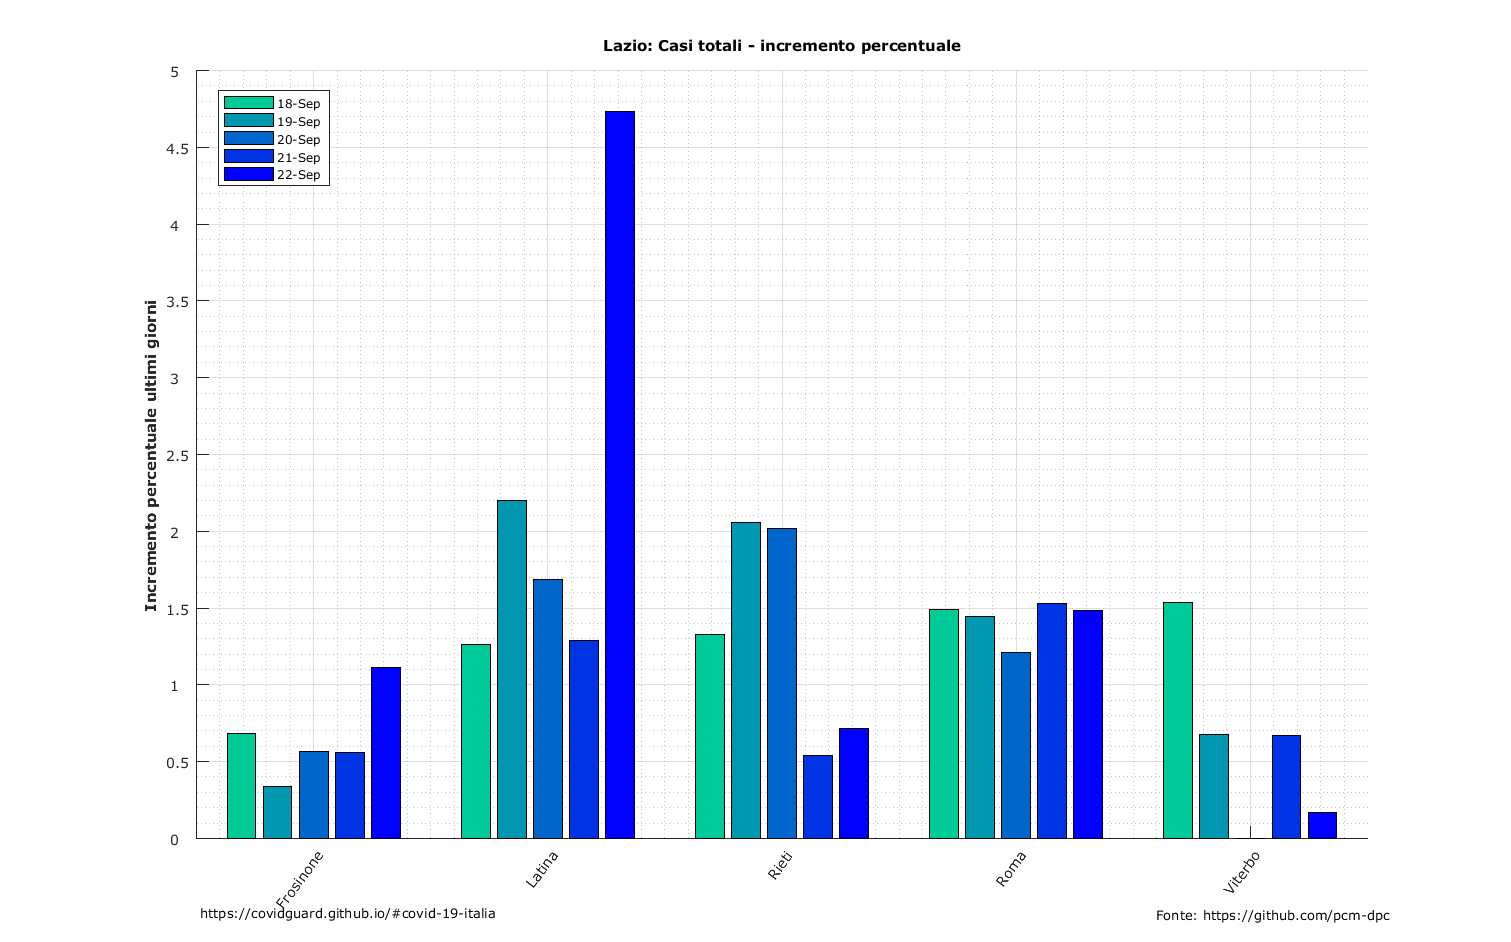 Lazio: Casi totali - incremento percentuale
5
4.5
4
3.5
3
2.5
2
1.5
1
0.5
0
18-Sep
19-Sep
20-Sep
21-Sep
22-Sep
Incremento percentuale ultimi giorni
Frosinone
Latina
Rieti
Roma
Viterbo
https://covidguard.github.io/#covid-19-italia
Fonte: https://github.com/pcm-dpc